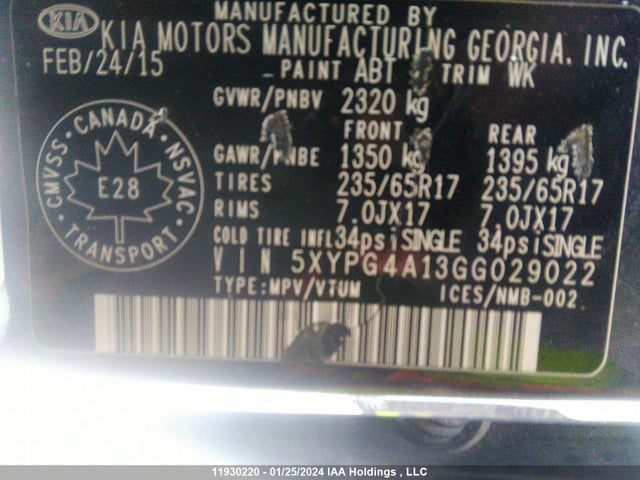 MANUFACTURED BY
KIA KIA MOTORS MANUFACTURING GEORGIA, INC.
FEB/24/15 PAINT ABT TRIM WK
GVWR/PNBV 2320 kg
FRONT REAR
GAWR/PNBE 1350 kg 1395 kg
TIRES 235/65R17 235/65R17
RIMS 7.0JX17 7.0JX17
COLD TIRE INFL 34psi SINGLE 34psi SINGLE
VIN 5XYPG4A13GG029022
TYPE:MPV/VTUM ICES/NMB-002
CMVSS · CANADA · NSVAC · TRANSPORT ·
E28
11930220 - 01/25/2024 IAA Holdings , LLC